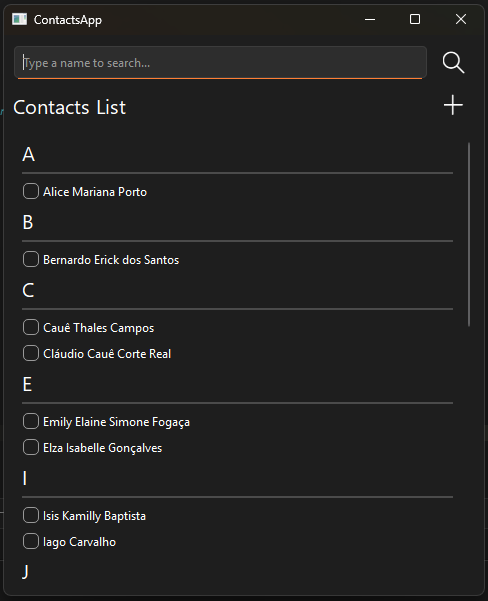 ContactsApp
Type a name to search...
Contacts List
A
Alice Mariana Porto
B
Bernardo Erick dos Santos
C
Cauê Thales Campos
Cláudio Cauê Corte Real
E
Emily Elaine Simone Fogaça
Elza Isabelle Gonçalves
I
Isis Kamilly Baptista
Iago Carvalho
J